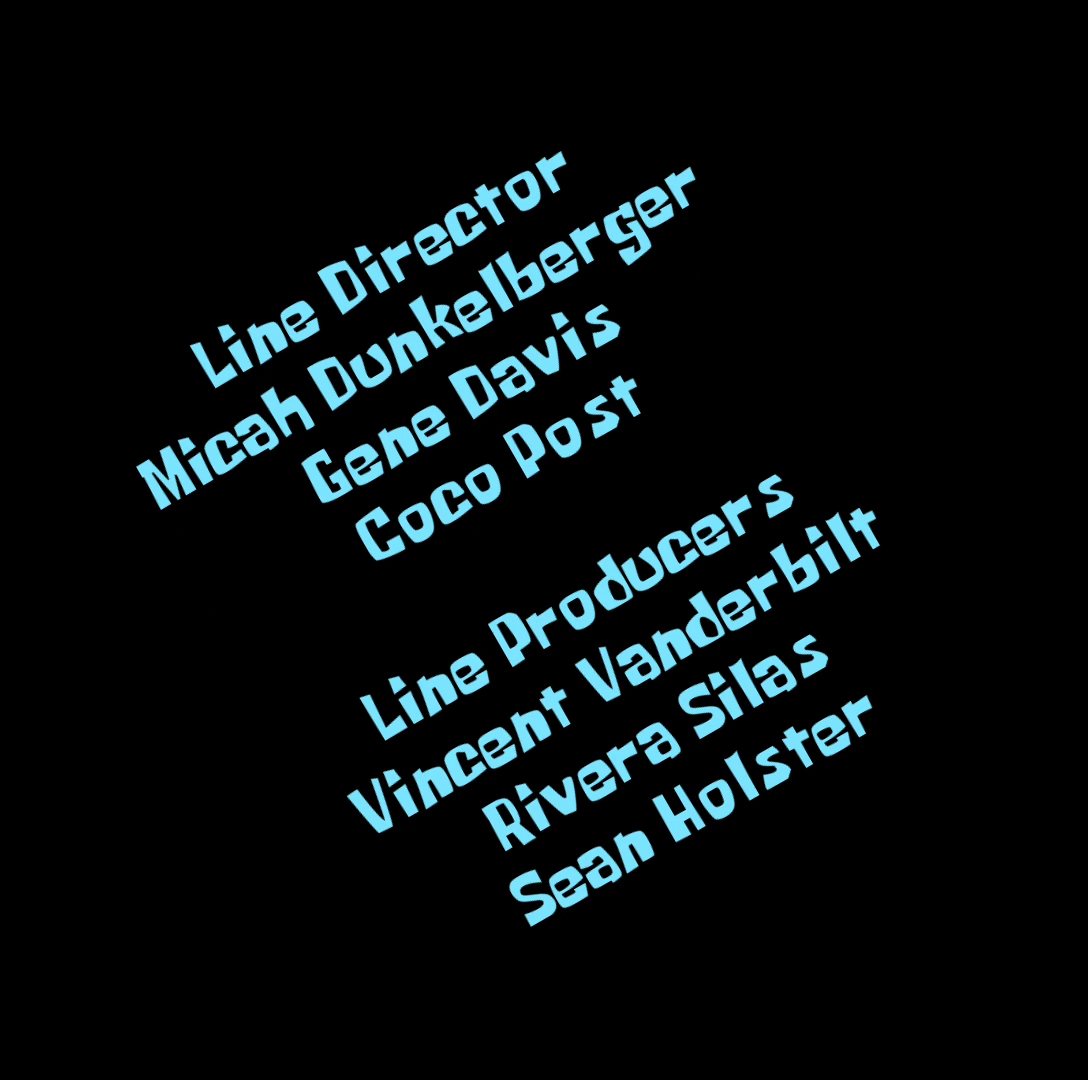 Line Director
Micah Dunkelberger
Gene Davis
Coco Post
Line Producers
Vincent Vanderbilt
Rivera Silas
Sean Holster